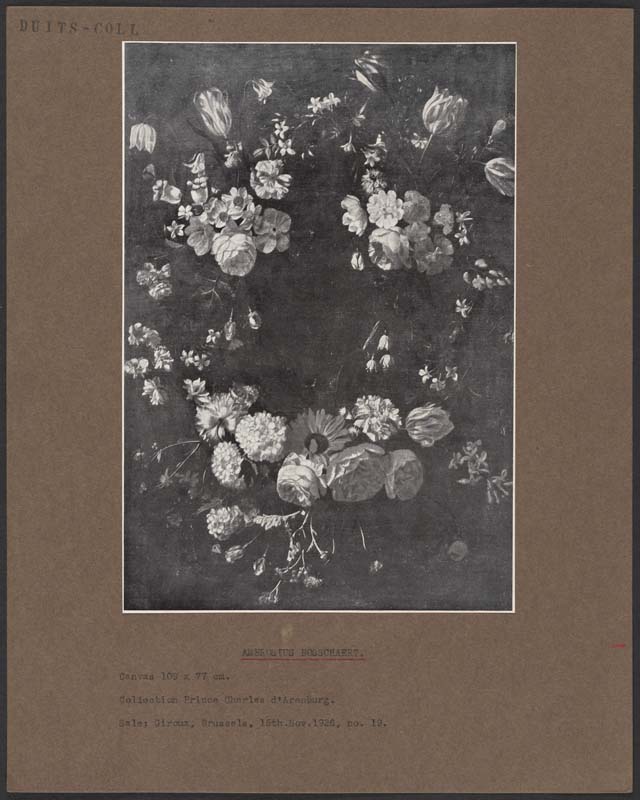 DUITS-COLL
AMBROSIUS BOSSCHAERT.
Canvas 109 x 77 cm.
Collection Prince Charles d'Arenburg.
Sale: Giroux, Brussels, 15th.Nov.1926, no. 19.